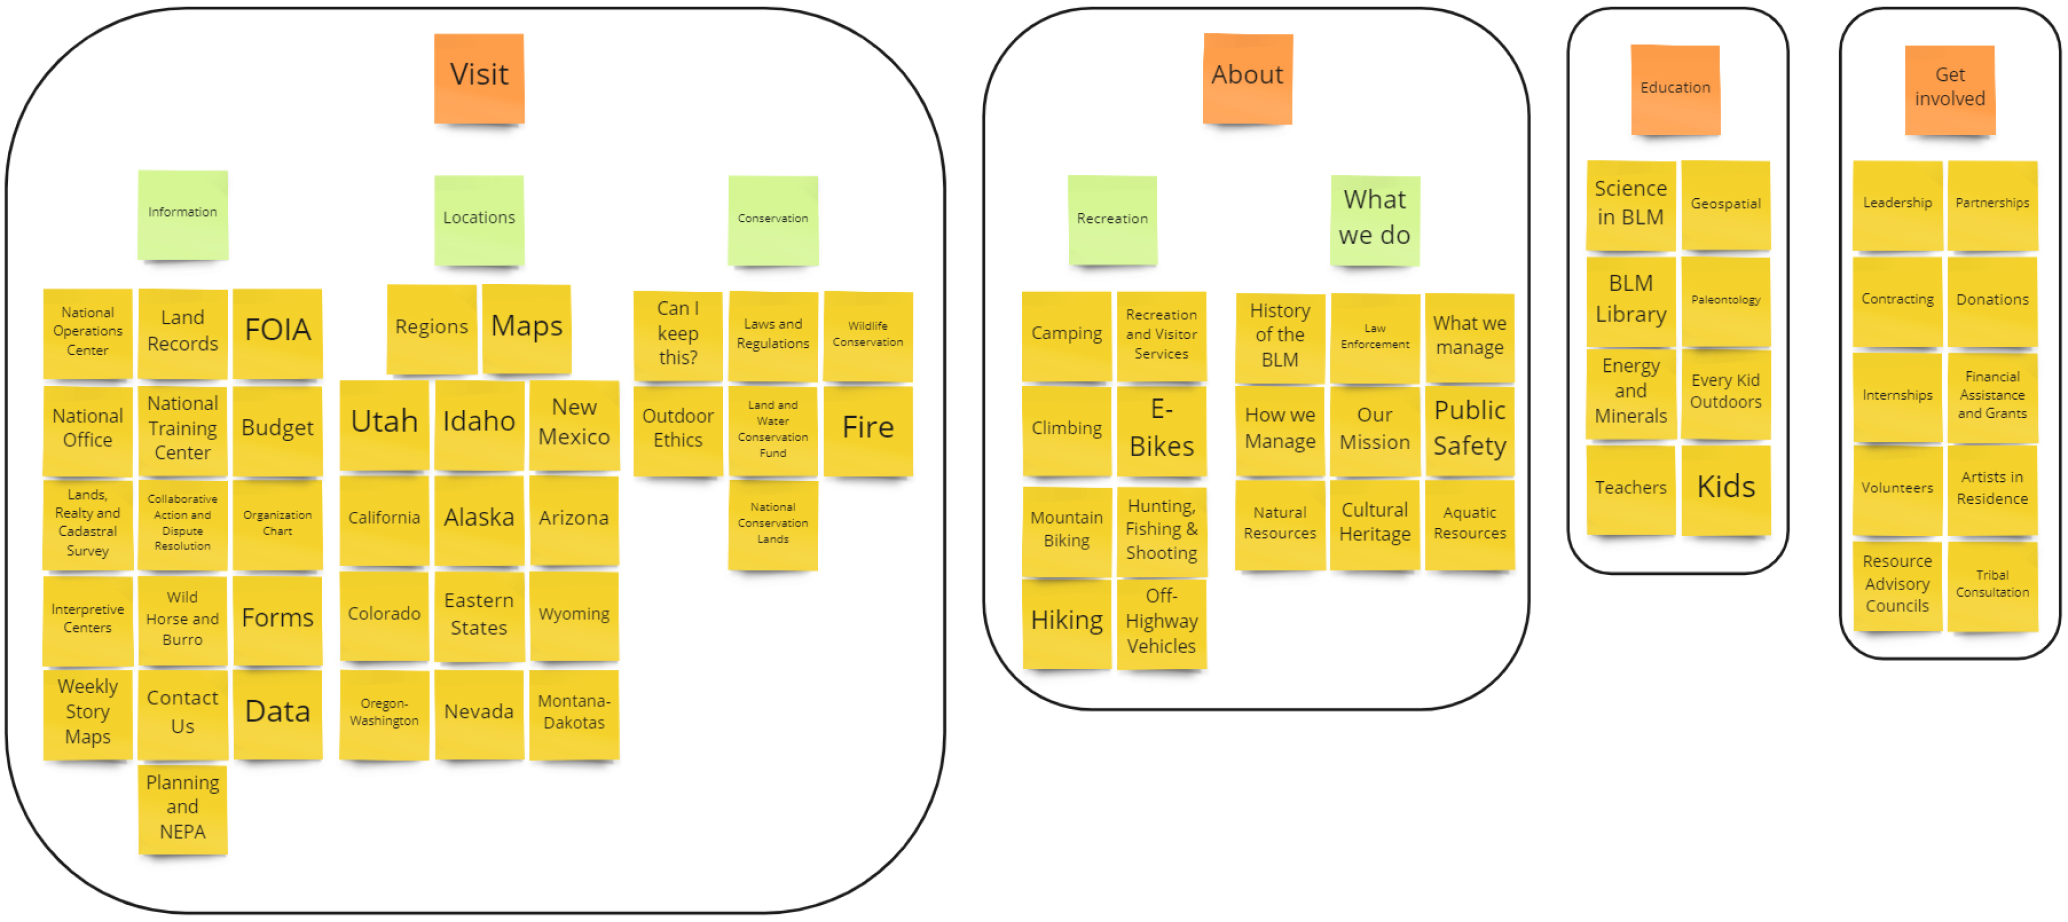 Visit
Information
Locations
Conservation
National
Operations
Center
Land
Records
FOIA
National
Office
National
Training
Center
Budget
Lands,
Realty and
Cadastral
Survey
Collaborative
Action and
Dispute
Resolution
Organization
Chart
Interpretive
Centers
Wild
Horse and
Burro
Forms
Weekly
Story
Maps
Contact
Us
Data
Planning
and
NEPA
Regions
Maps
Utah
Idaho
New
Mexico
California
Alaska
Arizona
Colorado
Eastern
States
Wyoming
Oregon-
Washington
Nevada
Montana-
Dakotas
Can I
keep
this?
Laws and
Regulations
Wildlife
Conservation
Outdoor
Ethics
Land and
Water
Conservation
Fund
Fire
National
Conservation
Lands
About
Recreation
What
we do
Camping
Recreation
and Visitor
Services
Climbing
E-
Bikes
Mountain
Biking
Hunting,
Fishing &
Shooting
Hiking
Off-
Highway
Vehicles
History
of the
BLM
Law
Enforcement
What we
manage
How we
Manage
Our
Mission
Public
Safety
Natural
Resources
Cultural
Heritage
Aquatic
Resources
Education
Science
in BLM
Geospatial
BLM
Library
Paleontology
Energy
and
Minerals
Every Kid
Outdoors
Teachers
Kids
Get
involved
Leadership
Partnerships
Contracting
Donations
Internships
Financial
Assistance
and Grants
Volunteers
Artists in
Residence
Resource
Advisory
Councils
Tribal
Consultation